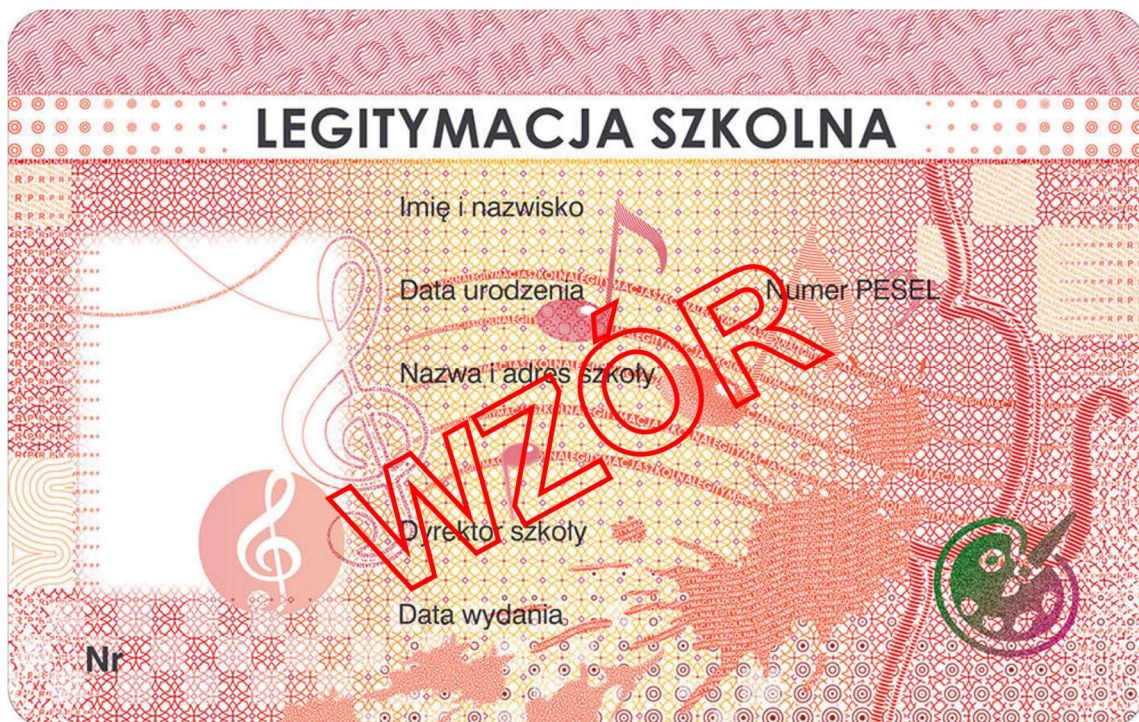 LEGITYMACJA SZKOLNA
Imię i nazwisko
Data urodzenia
Numer PESEL
Nazwa i adres szkoły
WZÓR
Dyrektor szkoły
Data wydania
Nr